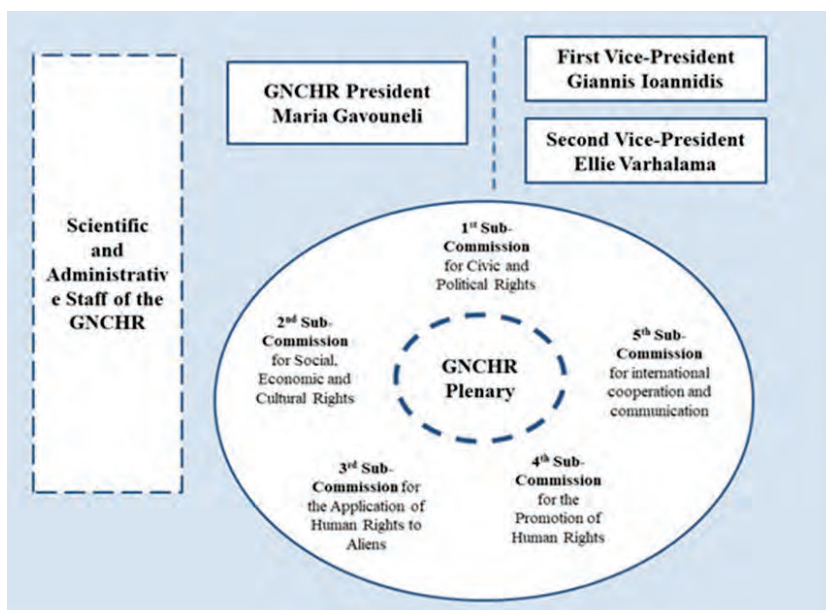 Scientific
and
Administrativ
e Staff of the
GNCHR
GNCHR President
Maria Gavouneli
First Vice-President
Giannis Ioannidis
Second Vice-President
Ellie Varhalama
1st Sub-
Commission
for Civic and
Political Rights
2nd Sub-
Commission
for Social,
Economic and
Cultural Rights
GNCHR
Plenary
5th Sub-
Commission
for international
cooperation and
communication
3rd Sub-
Commission for
the Application of
Human Rights to
Aliens
4th Sub-
Commission
for the
Promotion of
Human Rights